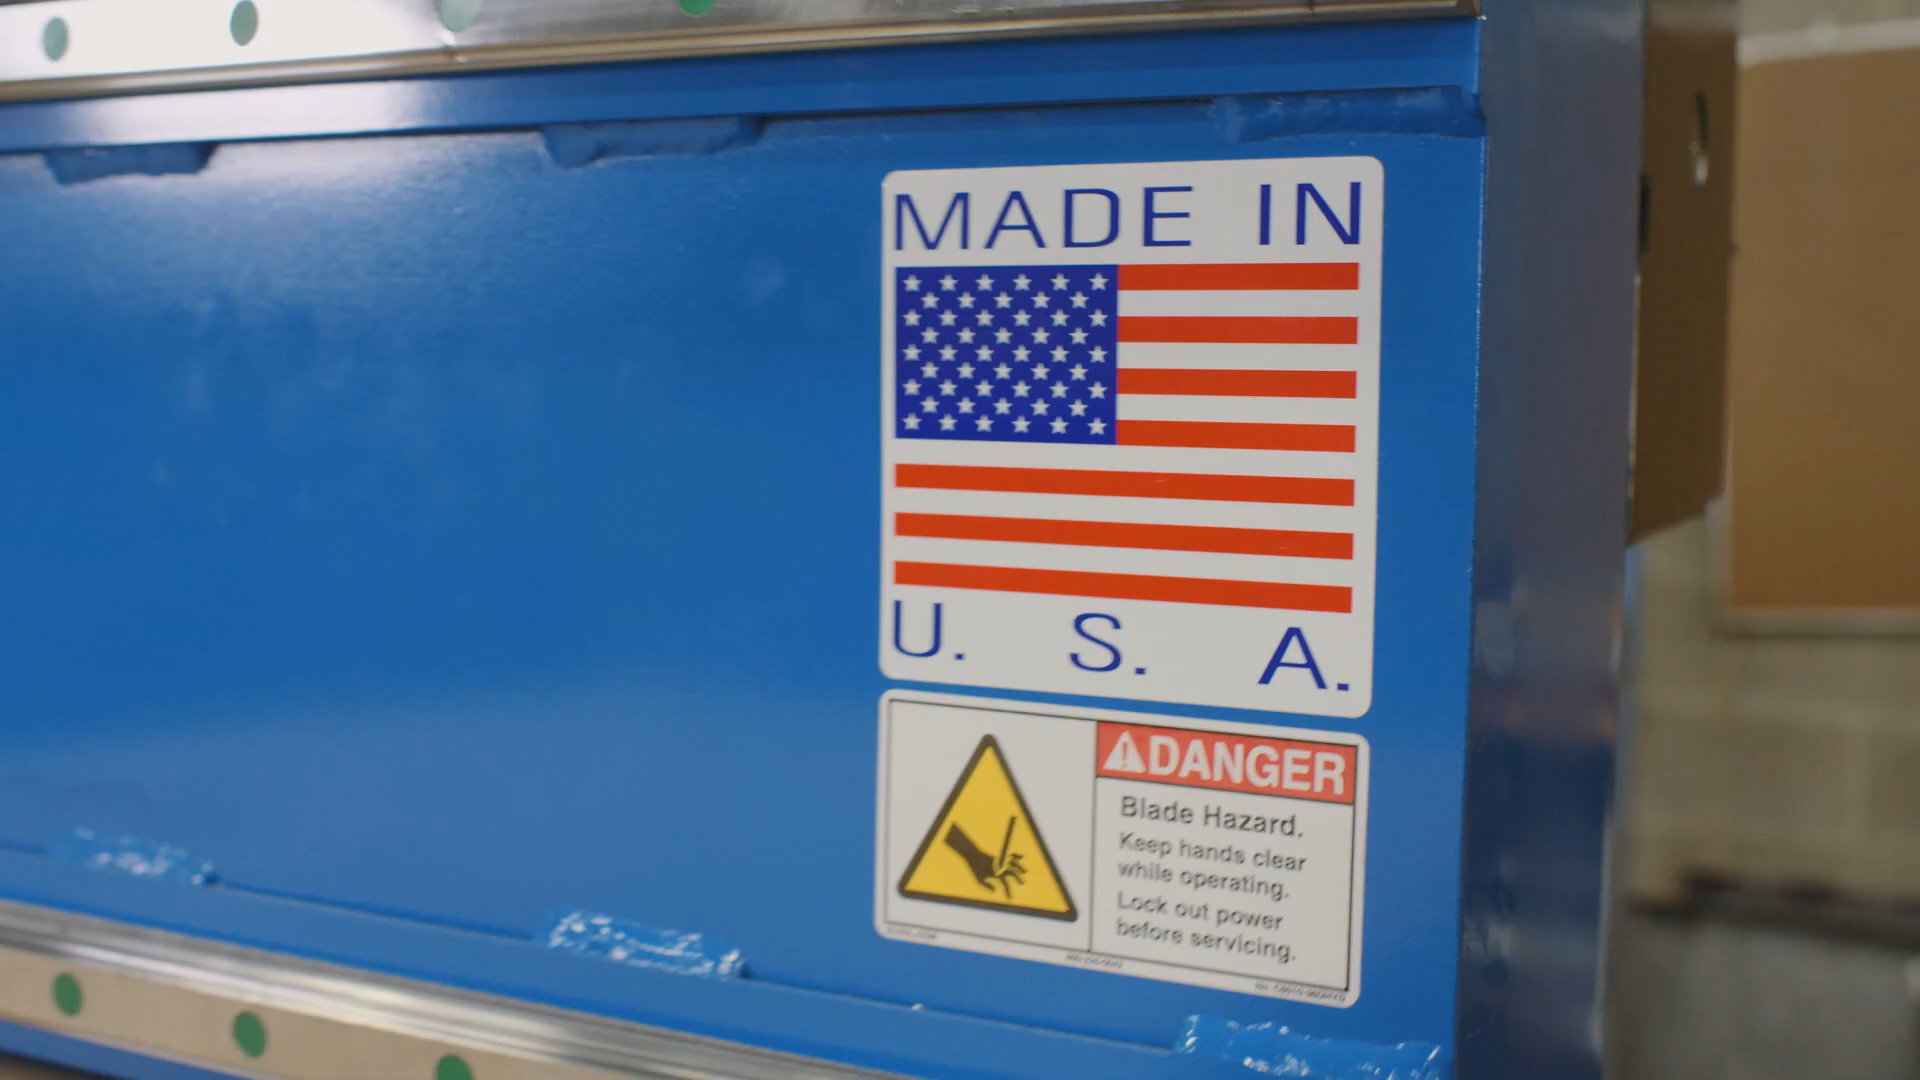 MADE IN
U. S. A.
DANGER
Blade Hazard.
Keep hands clear
while operating.
Lock out power
before servicing.